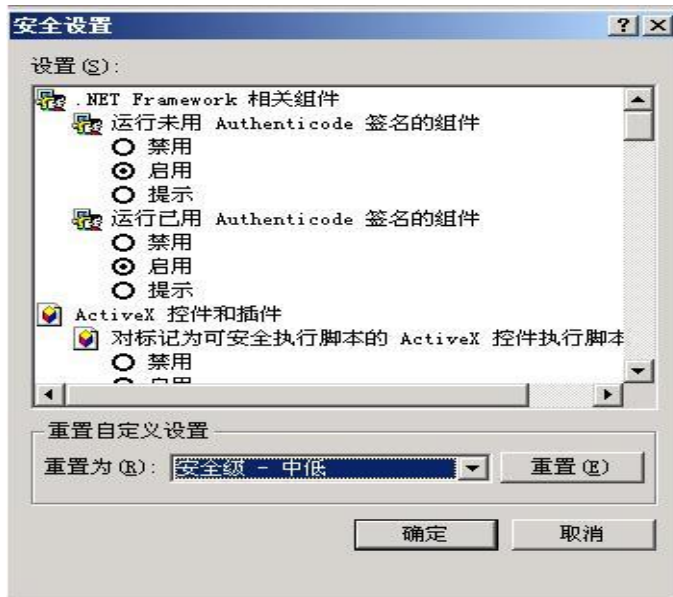 安全设置
设置(S):
.NET Framework 相关组件
运行未用 Authenticode 签名的组件
禁用
启用
提示
运行已用 Authenticode 签名的组件
禁用
启用
提示
ActiveX 控件和插件
对标记为可安全执行脚本的 ActiveX 控件执行脚本
禁用
启用
重置自定义设置
重置为(R): 安全级 - 中低 重置(E)
确定 取消